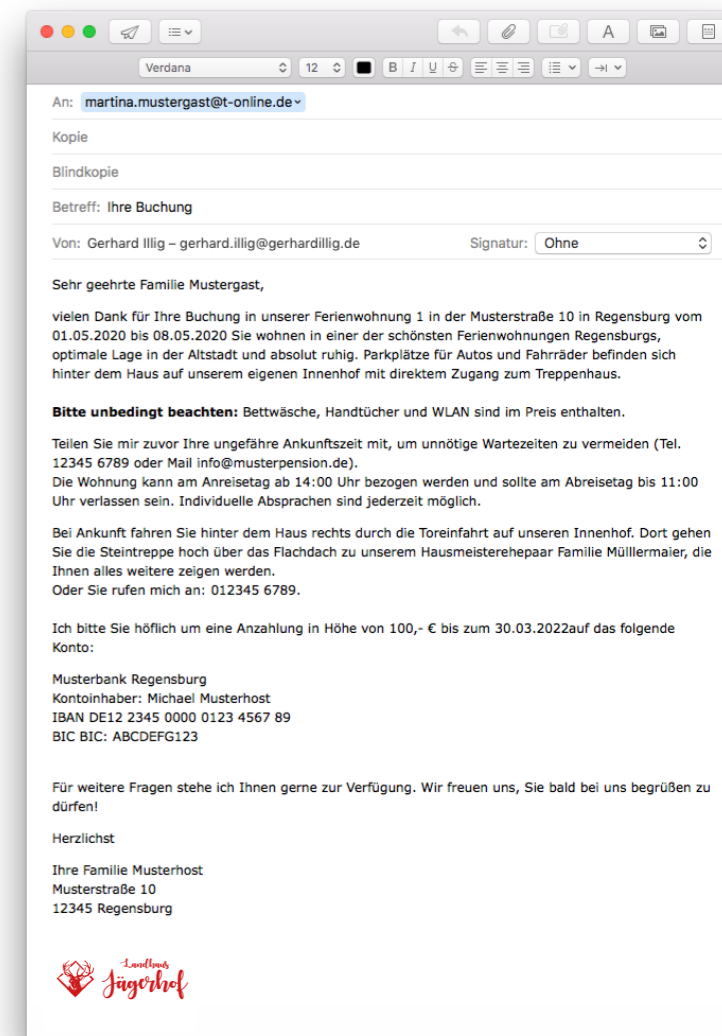 Verdana 12 B I U S
A
An: martina.mustergast@t-online.de
Kopie
Blindkopie
Betreff: Ihre Buchung
Von: Gerhard Illig – gerhard.illig@gerhardillig.de Signatur: Ohne
Sehr geehrte Familie Mustergast,
vielen Dank für Ihre Buchung in unserer Ferienwohnung 1 in der Musterstraße 10 in Regensburg vom
01.05.2020 bis 08.05.2020 Sie wohnen in einer der schönsten Ferienwohnungen Regensburgs,
optimale Lage in der Altstadt und absolut ruhig. Parkplätze für Autos und Fahrräder befinden sich
hinter dem Haus auf unserem eigenen Innenhof mit direktem Zugang zum Treppenhaus.
Bitte unbedingt beachten: Bettwäsche, Handtücher und WLAN sind im Preis enthalten.
Teilen Sie mir zuvor Ihre ungefähre Ankunftszeit mit, um unnötige Wartezeiten zu vermeiden (Tel.
12345 6789 oder Mail info@musterpension.de).
Die Wohnung kann am Anreisetag ab 14:00 Uhr bezogen werden und sollte am Abreisetag bis 11:00
Uhr verlassen sein. Individuelle Absprachen sind jederzeit möglich.
Bei Ankunft fahren Sie hinter dem Haus rechts durch die Toreinfahrt auf unseren Innenhof. Dort gehen
Sie die Steintreppe hoch über das Flachdach zu unserem Hausmeisterehepaar Familie Mülllermaier, die
Ihnen alles weitere zeigen werden.
Oder Sie rufen mich an: 012345 6789.
Ich bitte Sie höflich um eine Anzahlung in Höhe von 100,- € bis zum 30.03.2022auf das folgende
Konto:
Musterbank Regensburg
Kontoinhaber: Michael Musterhost
IBAN DE12 2345 0000 0123 4567 89
BIC BIC: ABCDEFG123
Für weitere Fragen stehe ich Ihnen gerne zur Verfügung. Wir freuen uns, Sie bald bei uns begrüßen zu
dürfen!
Herzlichst
Ihre Familie Musterhost
Musterstraße 10
12345 Regensburg
Landhaus
Jägerhof